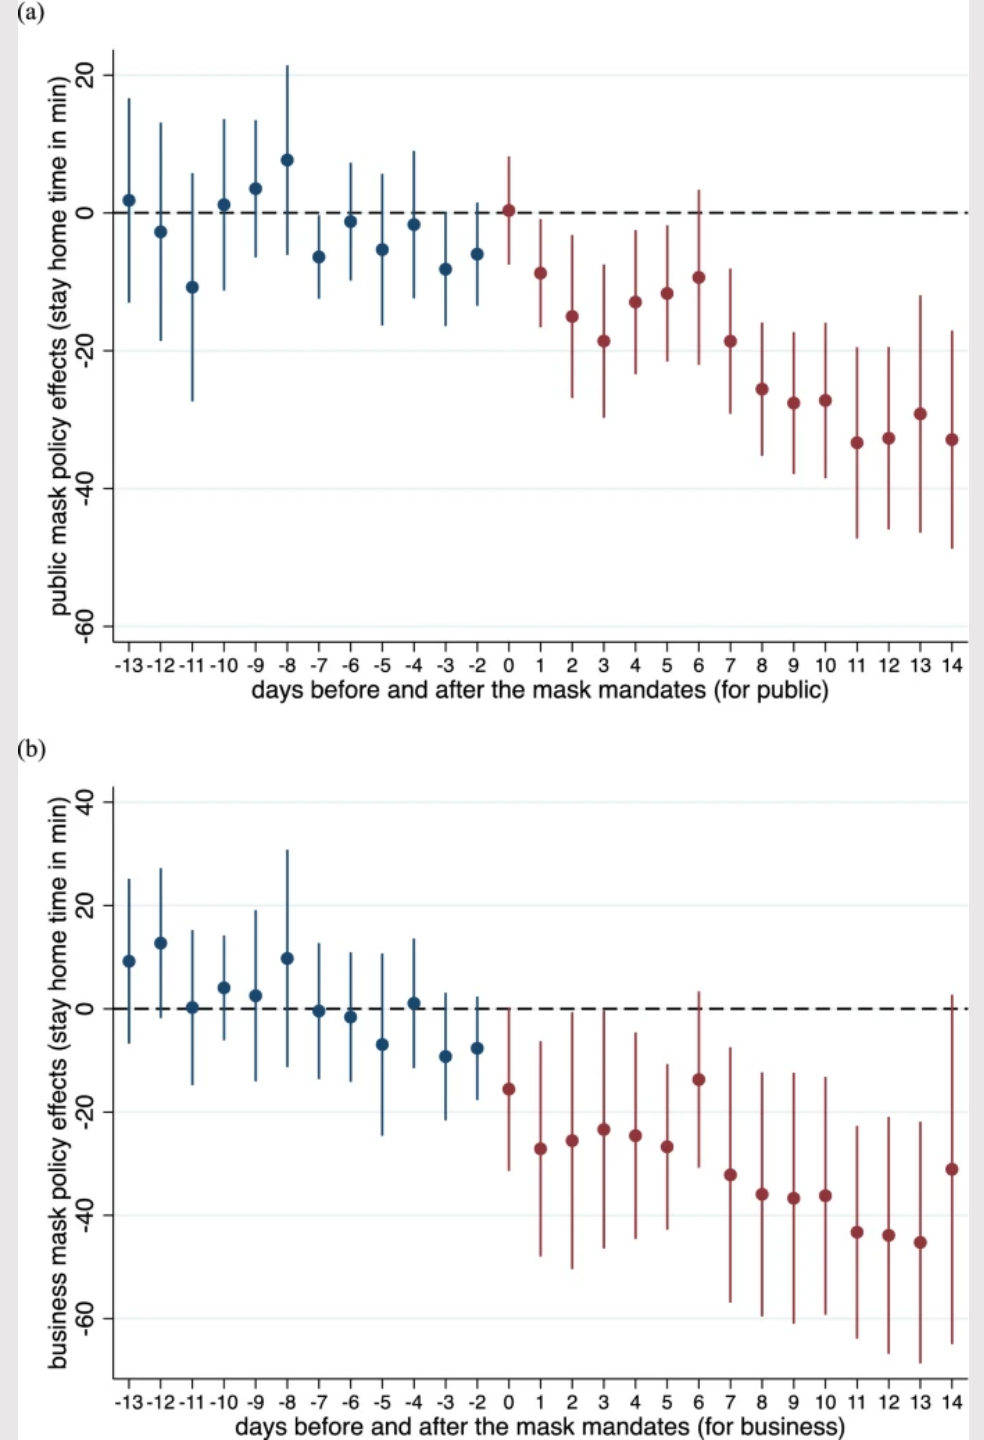 (a)
public mask policy effects (stay home time in min)
20
0
-20
-40
-60
-13 -12 -11 -10 -9 -8 -7 -6 -5 -4 -3 -2 0 1 2 3 4 5 6 7 8 9 10 11 12 13 14
days before and after the mask mandates (for public)
(b)
business mask policy effects (stay home time in min)
40
20
0
-20
-40
-60
-13 -12 -11 -10 -9 -8 -7 -6 -5 -4 -3 -2 0 1 2 3 4 5 6 7 8 9 10 11 12 13 14
days before and after the mask mandates (for business)